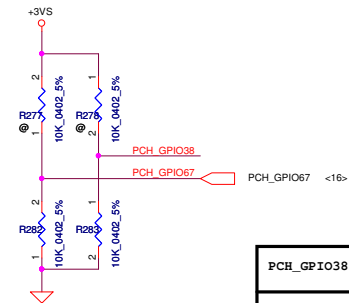 +3VS
2
1
R277
@
10K_0402_5%
R278
@
10K_0402_5%
1
2
PCH_GPIO38
PCH_GPIO67
PCH_GPIO67 <16>
2
1
R282
10K_0402_5%
R283
10K_0402_5%
1
2
PCH_GPIO38